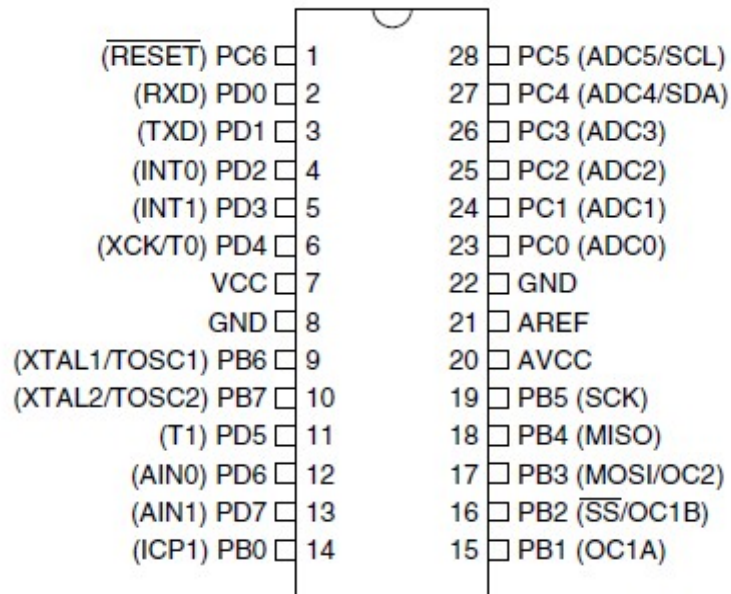 (RESET) PC6 1 28 PC5 (ADC5/SCL)
(RXD) PD0 2 27 PC4 (ADC4/SDA)
(TXD) PD1 3 26 PC3 (ADC3)
(INT0) PD2 4 25 PC2 (ADC2)
(INT1) PD3 5 24 PC1 (ADC1)
(XCK/T0) PD4 6 23 PC0 (ADC0)
VCC 7 22 GND
GND 8 21 AREF
(XTAL1/TOSC1) PB6 9 20 AVCC
(XTAL2/TOSC2) PB7 10 19 PB5 (SCK)
(T1) PD5 11 18 PB4 (MISO)
(AIN0) PD6 12 17 PB3 (MOSI/OC2)
(AIN1) PD7 13 16 PB2 (SS/OC1B)
(ICP1) PB0 14 15 PB1 (OC1A)